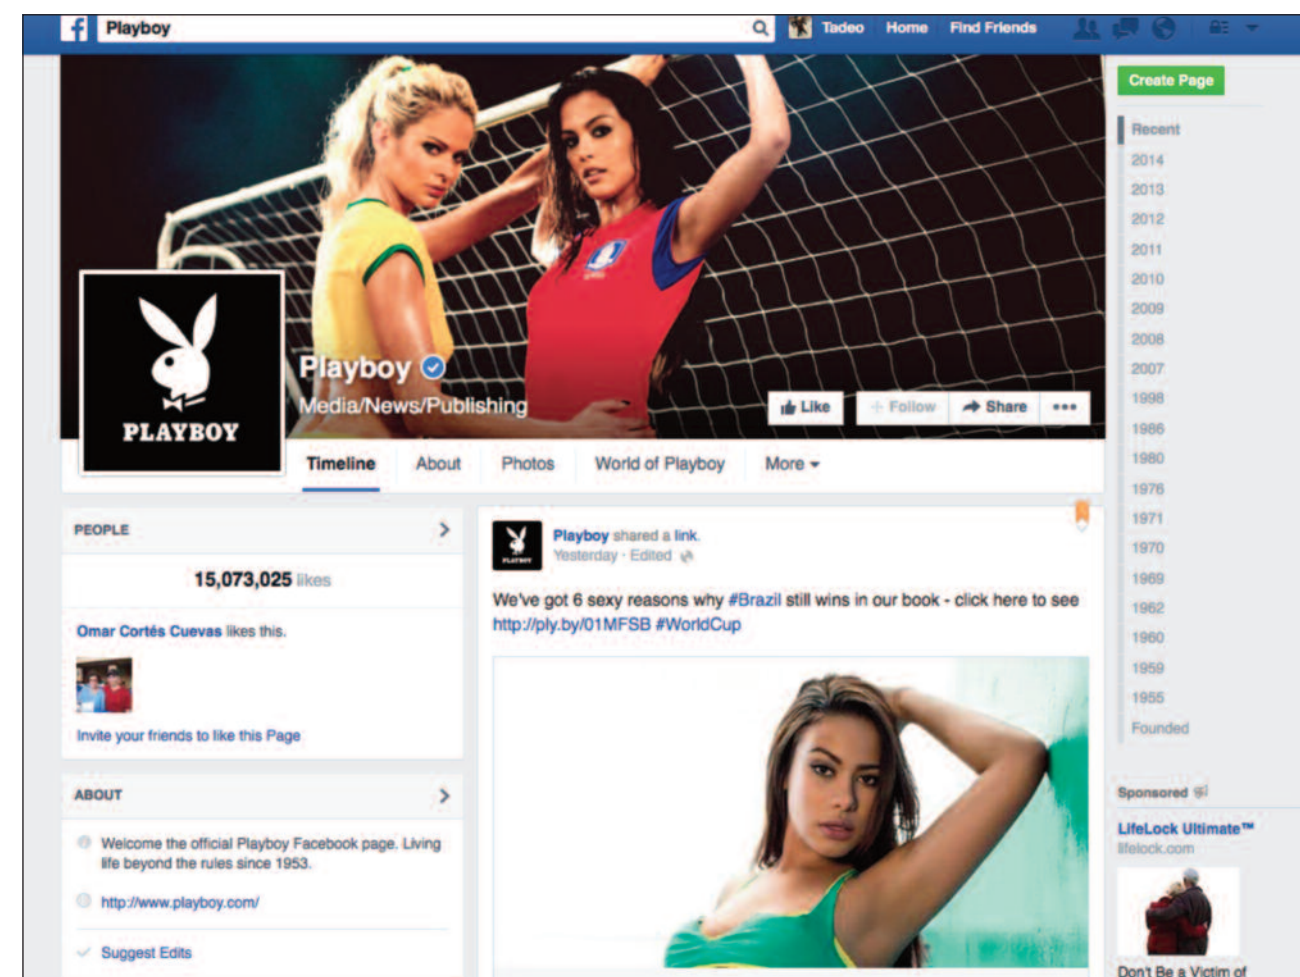 Playboy
Tadeo Home Find Friends
Create Page
Recent
2014
2013
2012
2011
2010
2009
2008
2007
1998
1986
1980
1976
1971
1970
1969
1962
1960
1959
1955
Founded
PLAYBOY
Playboy
Media/News/Publishing
Like + Follow Share •••
Timeline About Photos World of Playboy More
PEOPLE
15,073,025 likes
Omar Cortés Cuevas likes this.
Invite your friends to like this Page
ABOUT
Welcome the official Playboy Facebook page. Living
life beyond the rules since 1953.
http://www.playboy.com/
Suggest Edits
PLAYBOY
Playboy shared a link.
Yesterday · Edited
We've got 6 sexy reasons why #Brazil still wins in our book - click here to see
http://ply.by/01MFSB #WorldCup
Sponsored
LifeLock Ultimate™
lifelock.com
Don't Be a Victim of